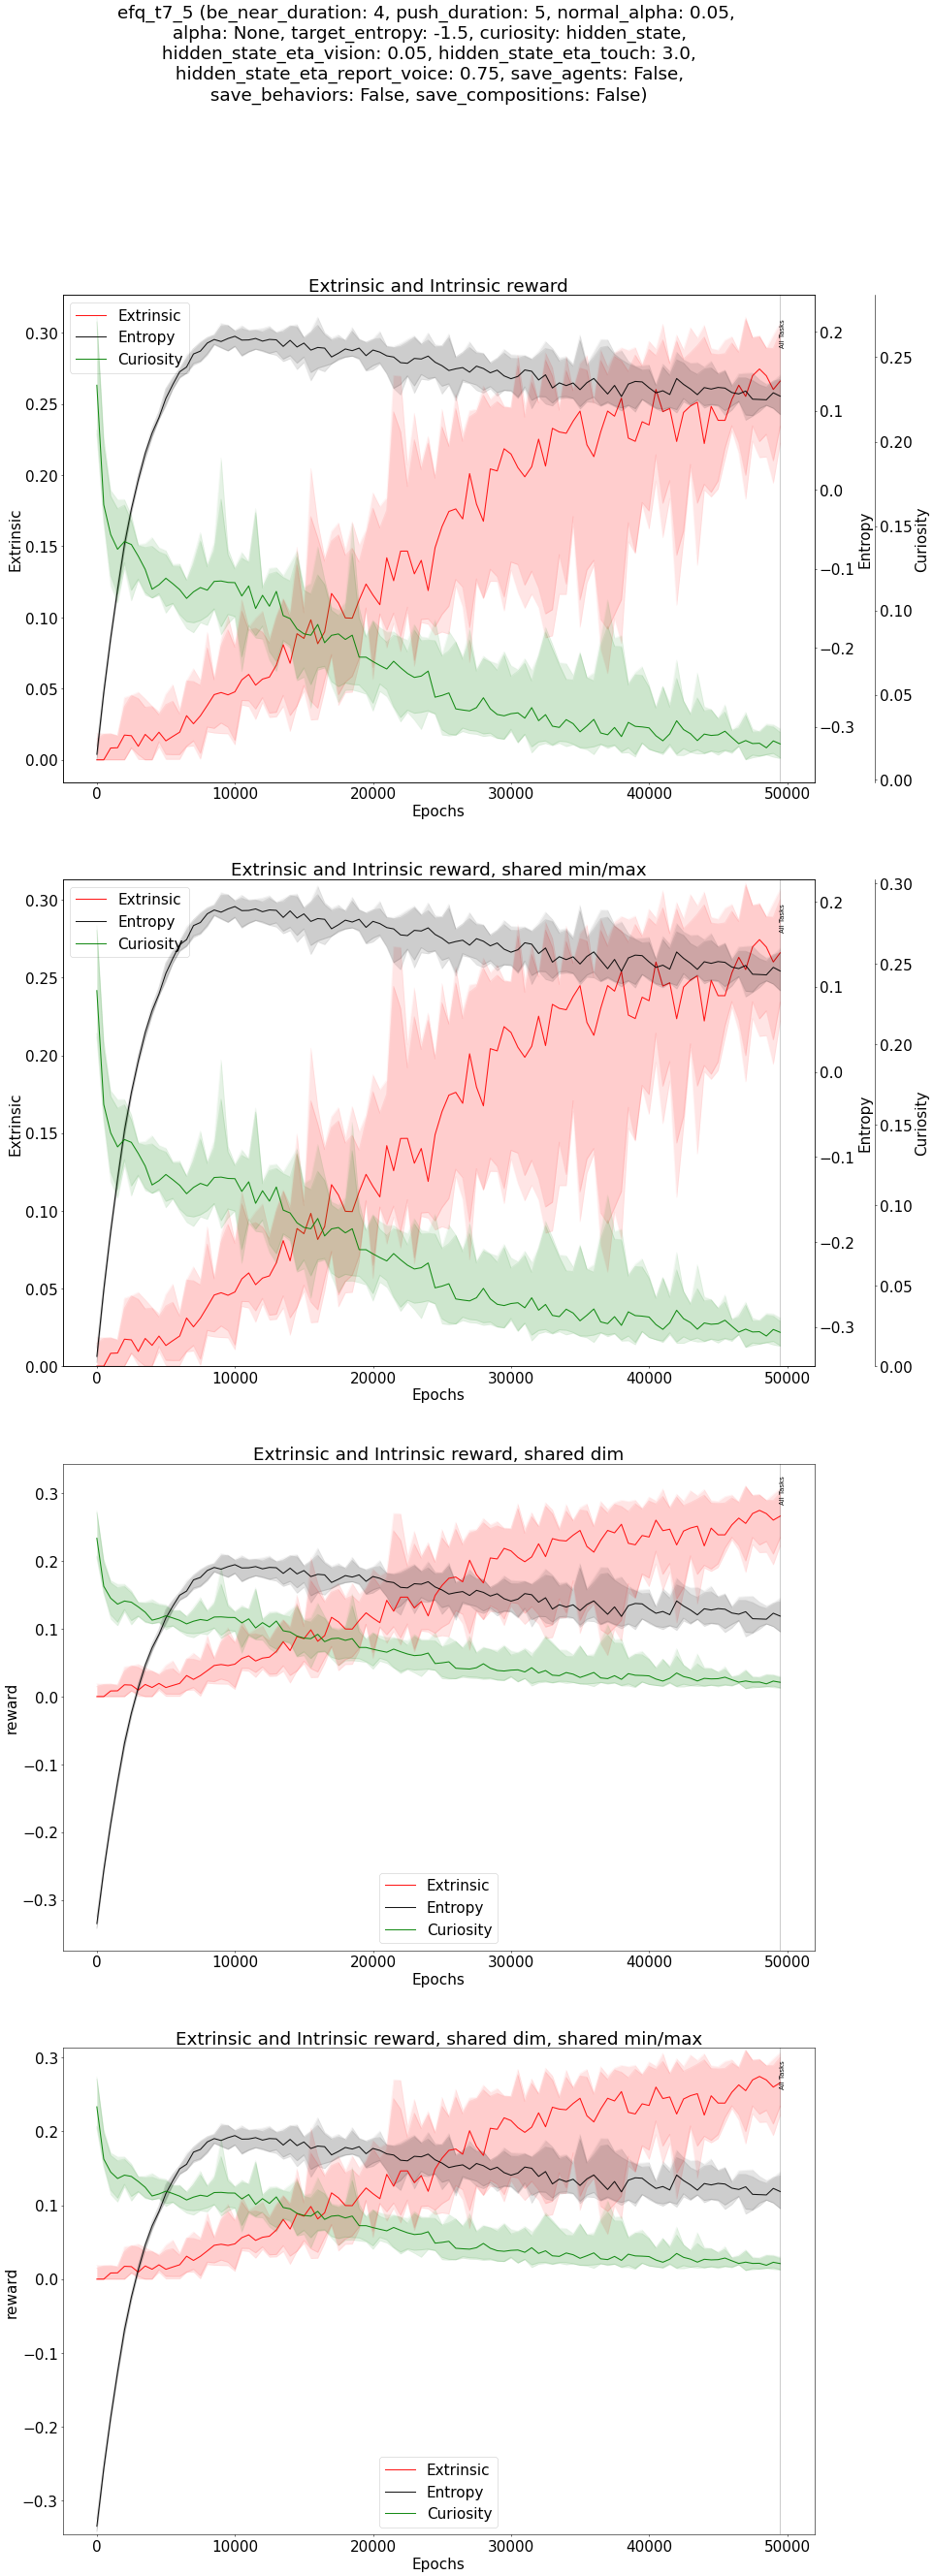 efq_t7_5 (be_near_duration: 4, push_duration: 5, normal_alpha: 0.05,
alpha: None, target_entropy: -1.5, curiosity: hidden_state,
hidden_state_eta_vision: 0.05, hidden_state_eta_touch: 3.0,
hidden_state_eta_report_voice: 0.75, save_agents: False,
save_behaviors: False, save_compositions: False)
Extrinsic and Intrinsic reward
Extrinsic
Entropy
Curiosity
All Tasks
0.30
0.25
0.20
0.15
0.10
0.05
0.00
Extrinsic
0.2
0.1
0.0
−0.1
−0.2
−0.3
Entropy
0.25
0.20
0.15
0.10
0.05
0.00
Curiosity
0 10000 20000 30000 40000 50000
Epochs
Extrinsic and Intrinsic reward, shared min/max
Extrinsic
Entropy
Curiosity
All Tasks
0.30
0.25
0.20
0.15
0.10
0.05
0.00
Extrinsic
0.2
0.1
0.0
−0.1
−0.2
−0.3
Entropy
0.30
0.25
0.20
0.15
0.10
0.05
0.00
Curiosity
0 10000 20000 30000 40000 50000
Epochs
Extrinsic and Intrinsic reward, shared dim
All Tasks
0.3
0.2
0.1
0.0
−0.1
−0.2
−0.3
reward
Extrinsic
Entropy
Curiosity
0 10000 20000 30000 40000 50000
Epochs
Extrinsic and Intrinsic reward, shared dim, shared min/max
All Tasks
0.3
0.2
0.1
0.0
−0.1
−0.2
−0.3
reward
Extrinsic
Entropy
Curiosity
0 10000 20000 30000 40000 50000
Epochs